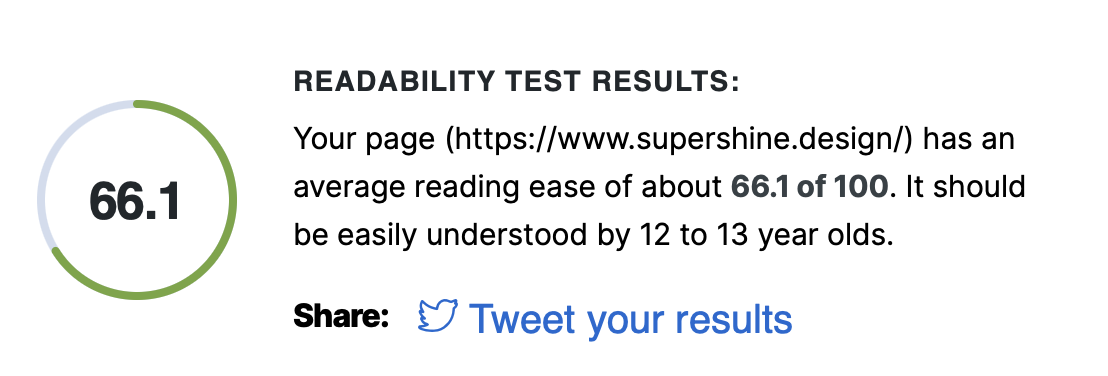 READABILITY TEST RESULTS:
Your page (https://www.supershine.design/) has an
average reading ease of about 66.1 of 100. It should
be easily understood by 12 to 13 year olds.
66.1
Share: Tweet your results